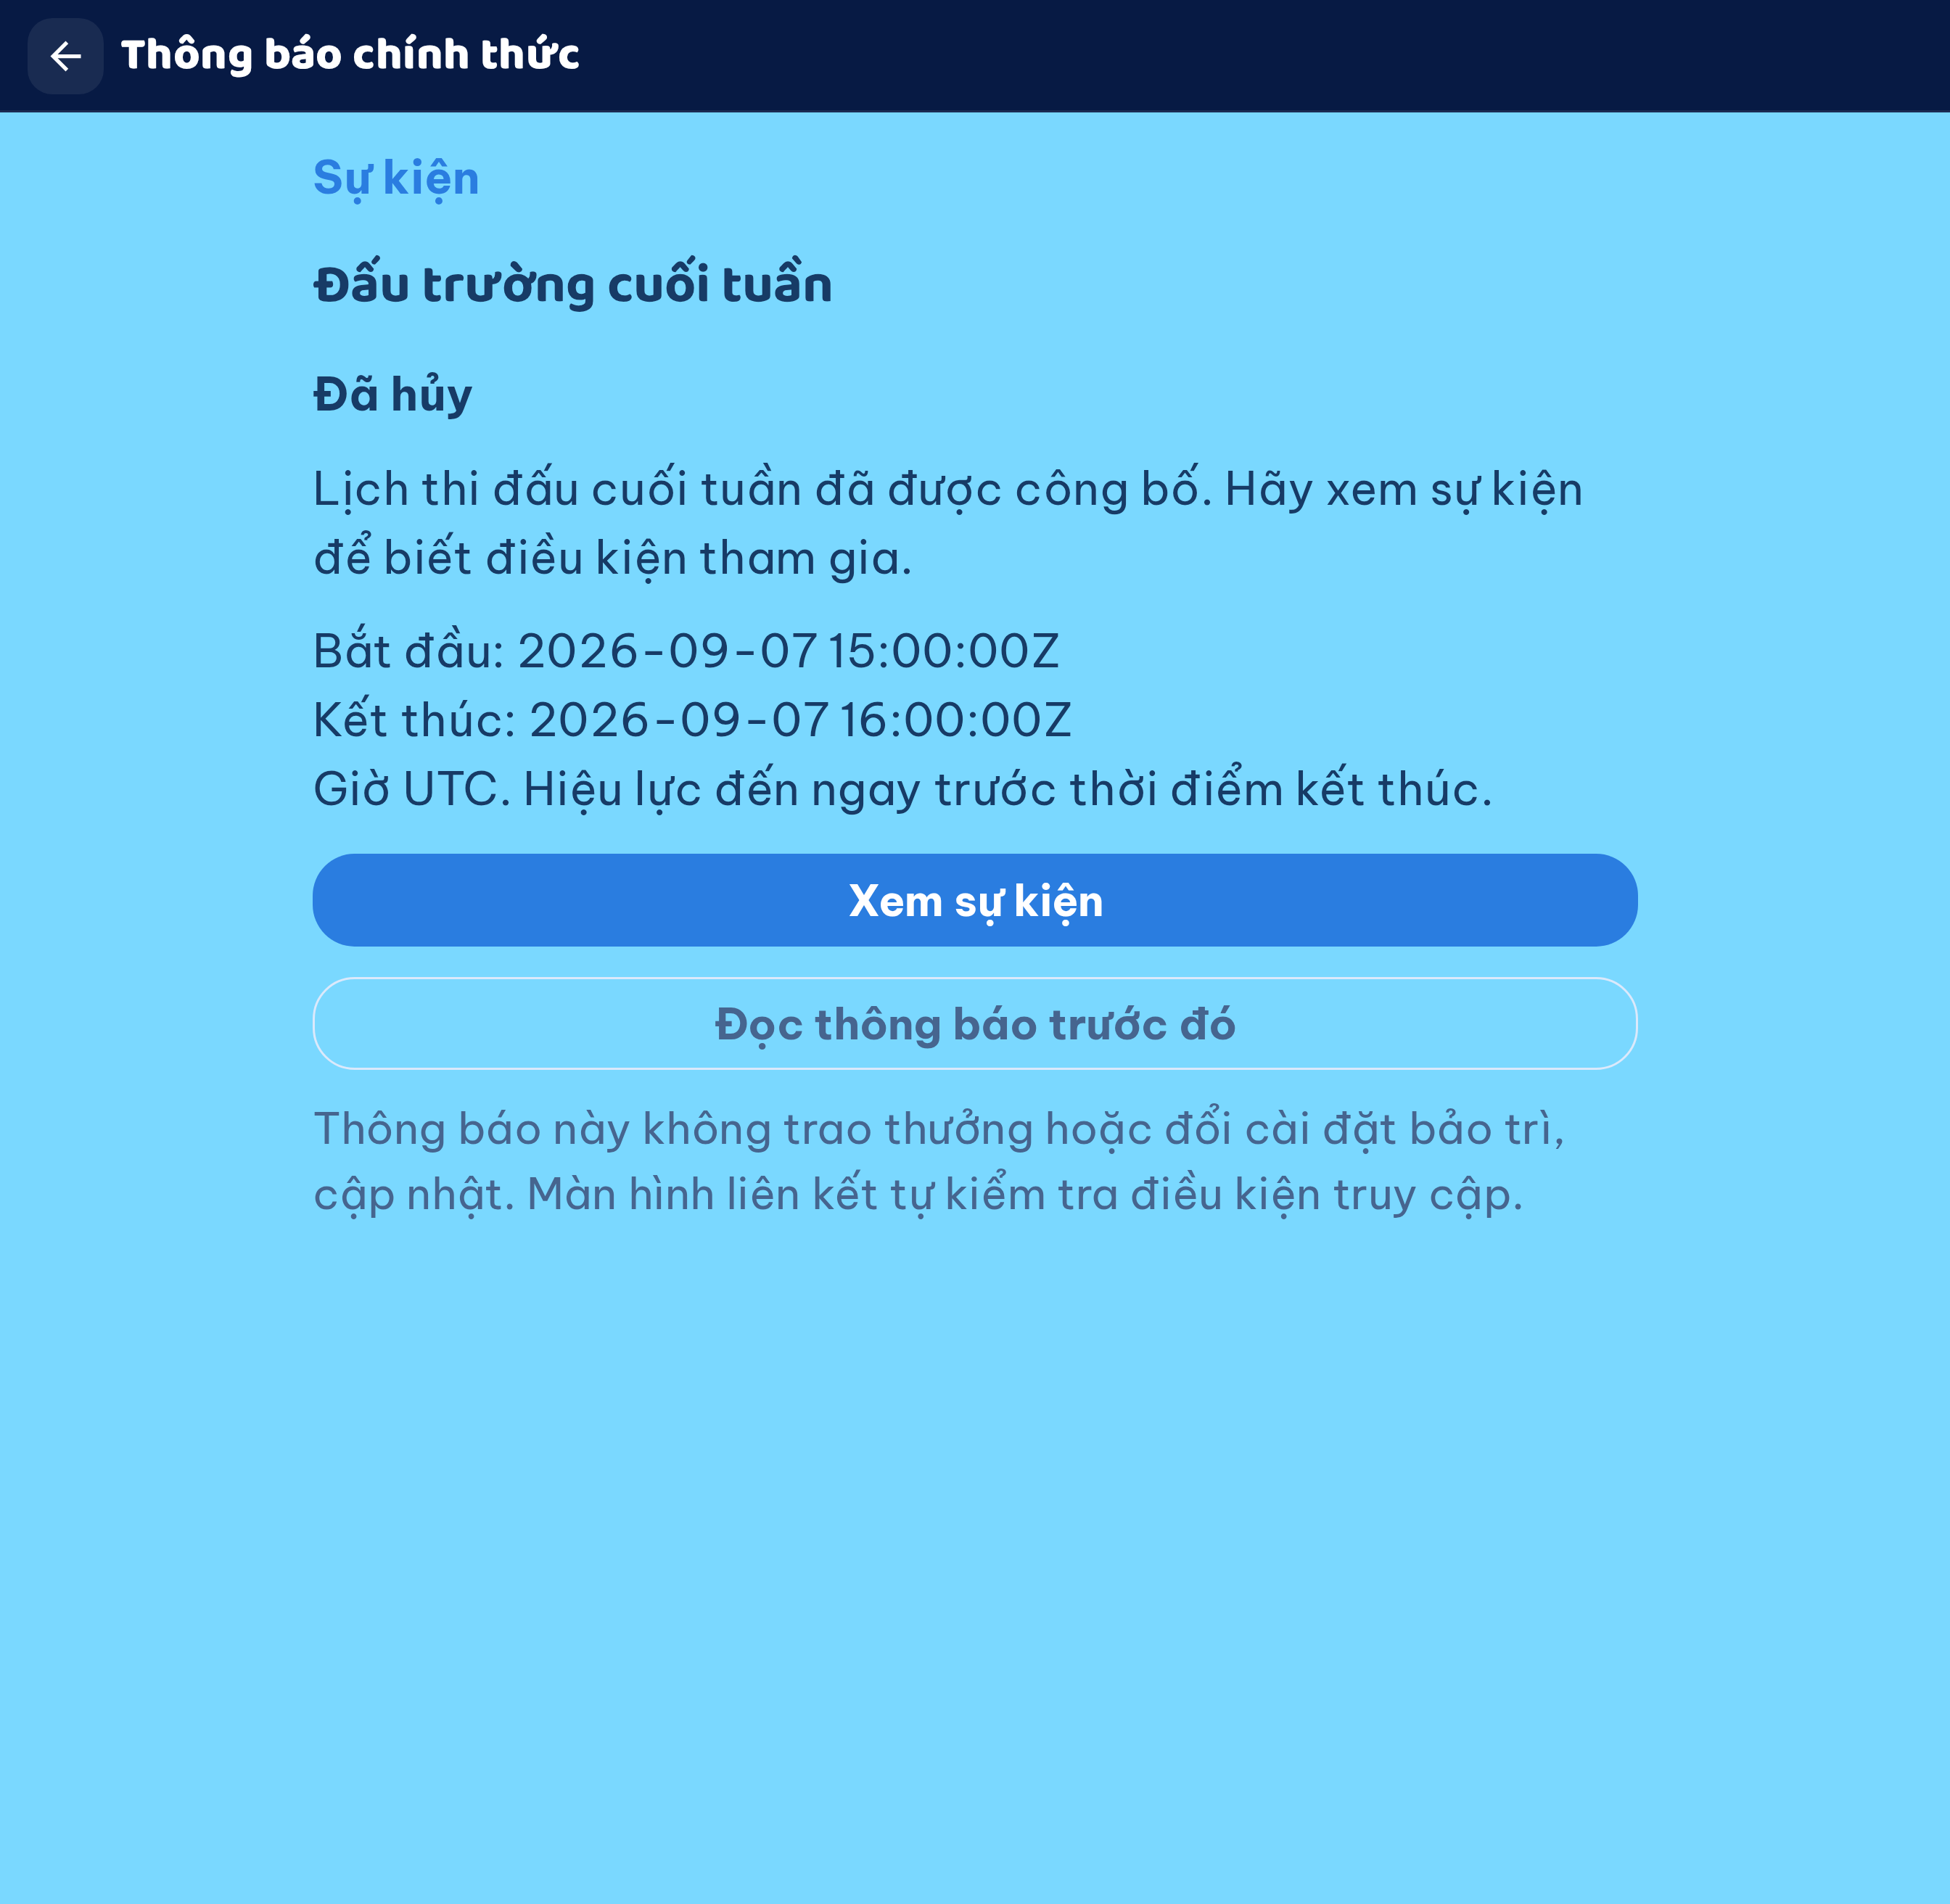 Thông báo chính thức
Sự kiện
Đấu trường cuối tuần
Đã hủy
Lịch thi đấu cuối tuần đã được công bố. Hãy xem sự kiện
để biết điều kiện tham gia.
Bắt đầu: 2026-09-07 15:00:00Z
Kết thúc: 2026-09-07 16:00:00Z
Giờ UTC. Hiệu lực đến ngay trước thời điểm kết thúc.
Xem sự kiện
Đọc thông báo trước đó
Thông báo này không trao thưởng hoặc đổi cài đặt bảo trì,
cập nhật. Màn hình liên kết tự kiểm tra điều kiện truy cập.